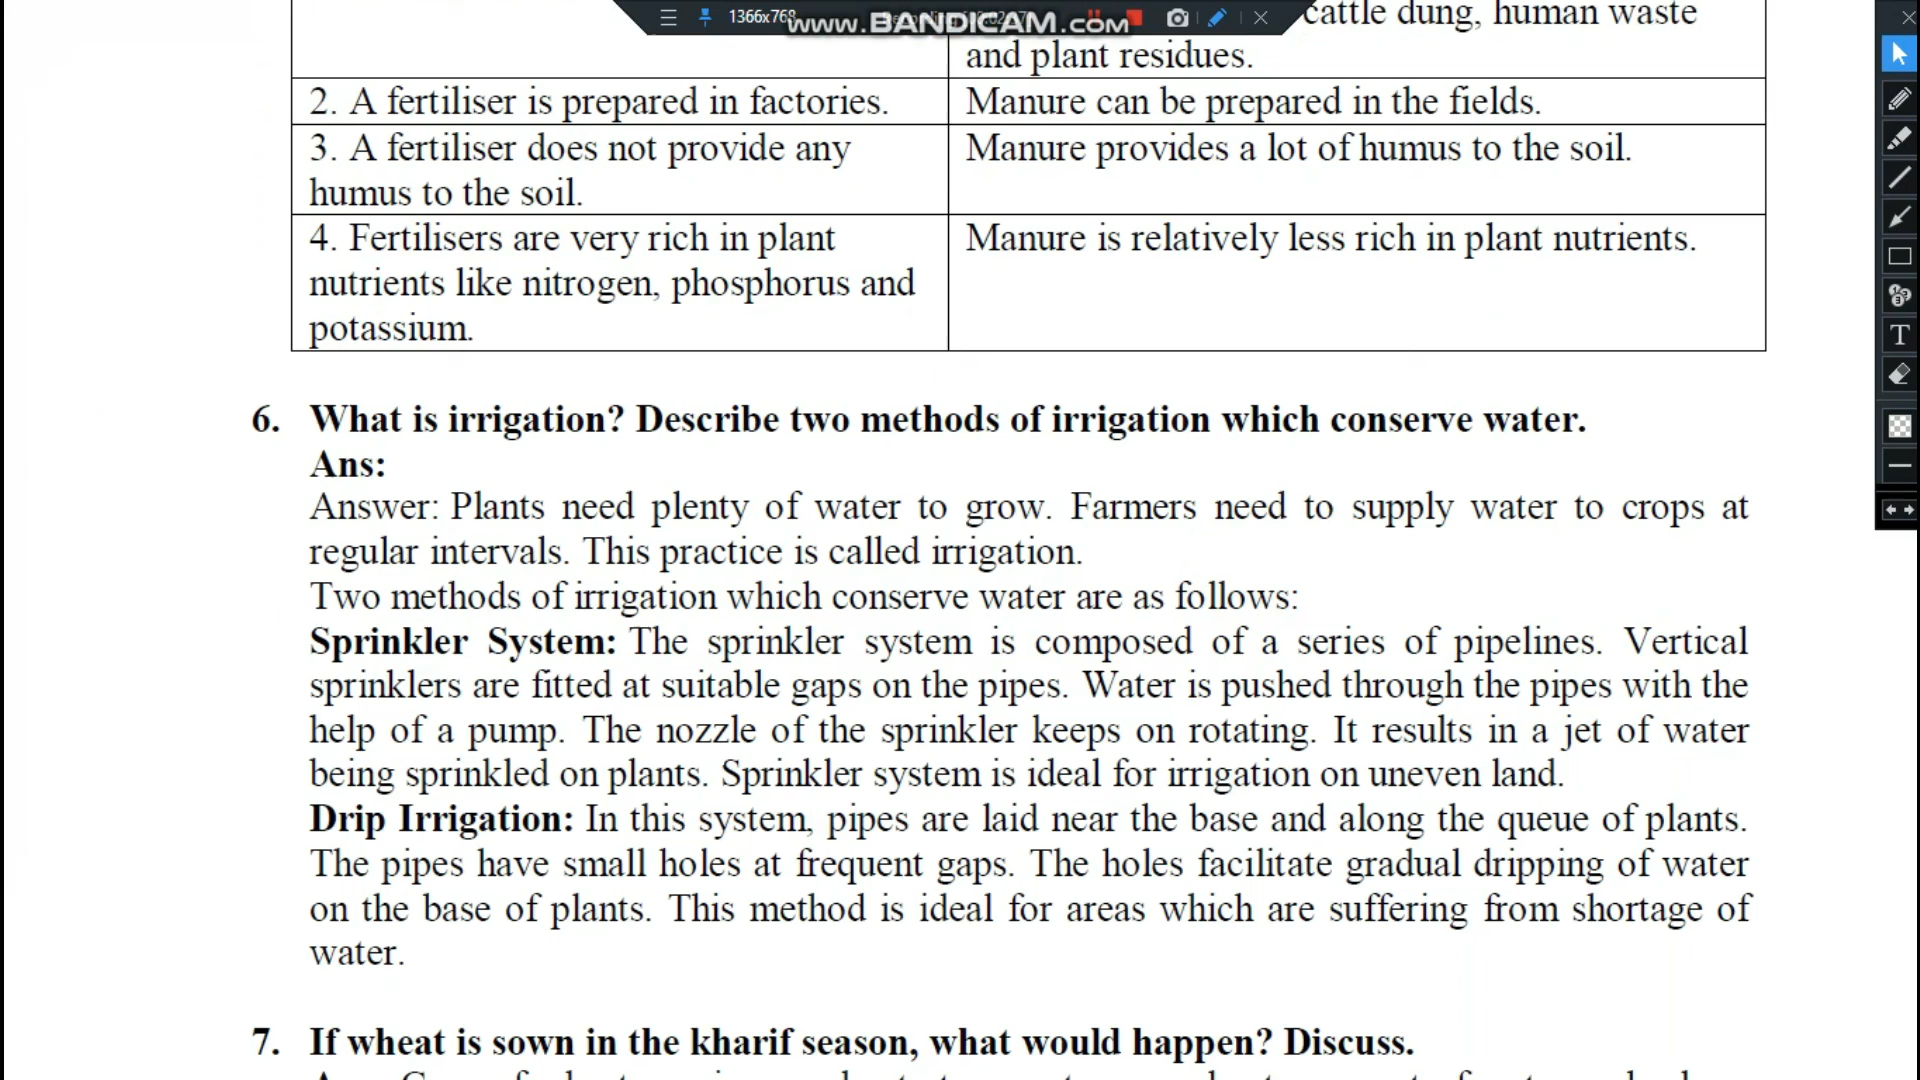 1366x768
www.BANDICAM.com
cattle dung, human waste
and plant residues.
2. A fertiliser is prepared in factories.
Manure can be prepared in the fields.
3. A fertiliser does not provide any
humus to the soil.
Manure provides a lot of humus to the soil.
4. Fertilisers are very rich in plant
nutrients like nitrogen, phosphorus and
potassium.
Manure is relatively less rich in plant nutrients.
6. What is irrigation? Describe two methods of irrigation which conserve water.
Ans:
Answer: Plants need plenty of water to grow. Farmers need to supply water to crops at
regular intervals. This practice is called irrigation.
Two methods of irrigation which conserve water are as follows:
Sprinkler System: The sprinkler system is composed of a series of pipelines. Vertical
sprinklers are fitted at suitable gaps on the pipes. Water is pushed through the pipes with the
help of a pump. The nozzle of the sprinkler keeps on rotating. It results in a jet of water
being sprinkled on plants. Sprinkler system is ideal for irrigation on uneven land.
Drip Irrigation: In this system, pipes are laid near the base and along the queue of plants.
The pipes have small holes at frequent gaps. The holes facilitate gradual dripping of water
on the base of plants. This method is ideal for areas which are suffering from shortage of
water.
7. If wheat is sown in the kharif season, what would happen? Discuss.